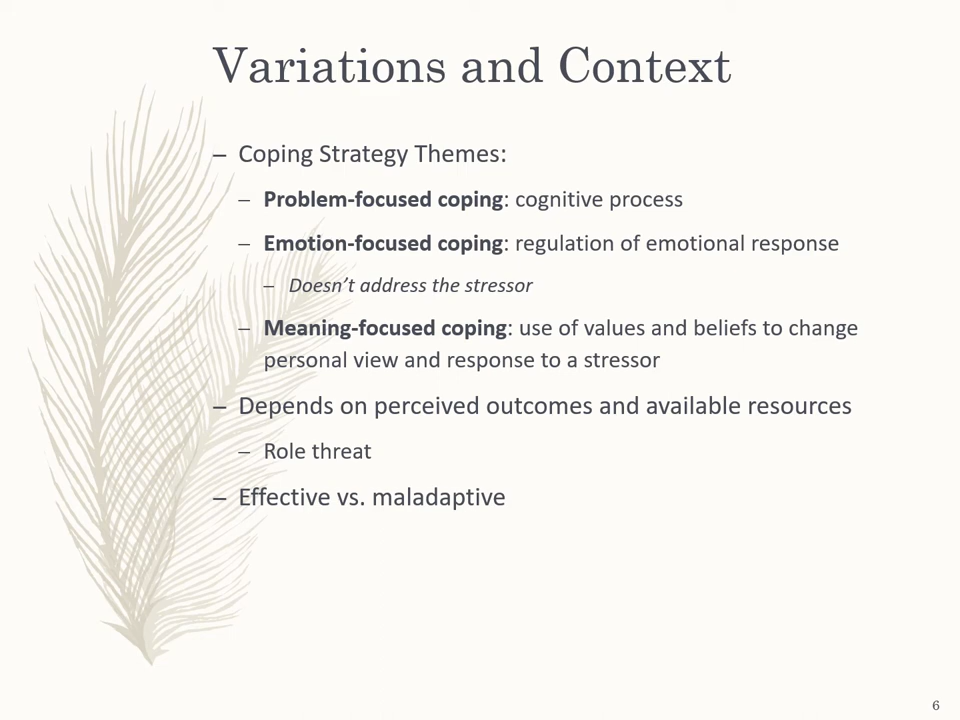 Variations and Context
– Coping Strategy Themes:
– Problem-focused coping: cognitive process
– Emotion-focused coping: regulation of emotional response
– Doesn’t address the stressor
– Meaning-focused coping: use of values and beliefs to change
personal view and response to a stressor
– Depends on perceived outcomes and available resources
– Role threat
– Effective vs. maladaptive
6